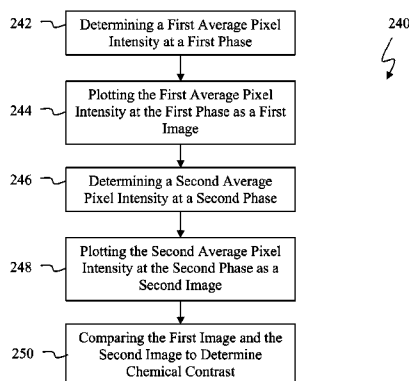 242
Determining a First Average Pixel
Intensity at a First Phase
240
244
Plotting the First Average Pixel
Intensity at the First Phase as a First
Image
246
Determining a Second Average
Pixel Intensity at a Second Phase
248
Plotting the Second Average Pixel
Intensity at the Second Phase as a
Second Image
250
Comparing the First Image and the
Second Image to Determine
Chemical Contrast